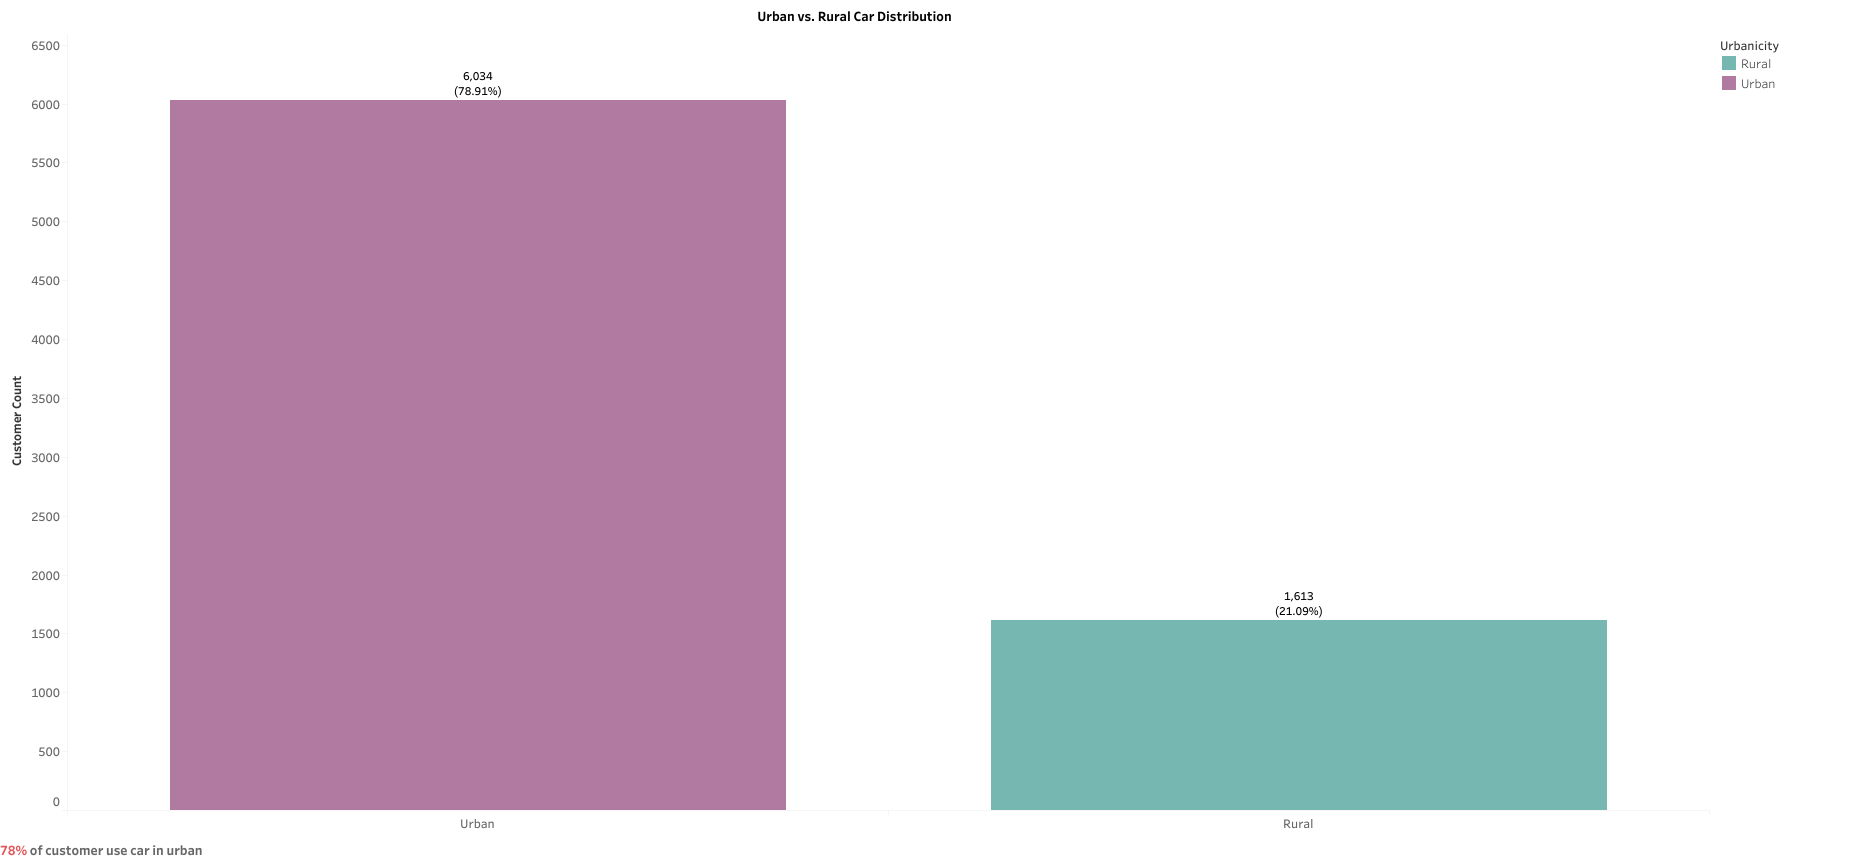 Urban vs. Rural Car Distribution
Urbanicity
Rural
Urban
Customer Count
6500
6000
5500
5000
4500
4000
3500
3000
2500
2000
1500
1000
500
0
6,034
(78.91%)
1,613
(21.09%)
Urban
Rural
78% of customer use car in urban